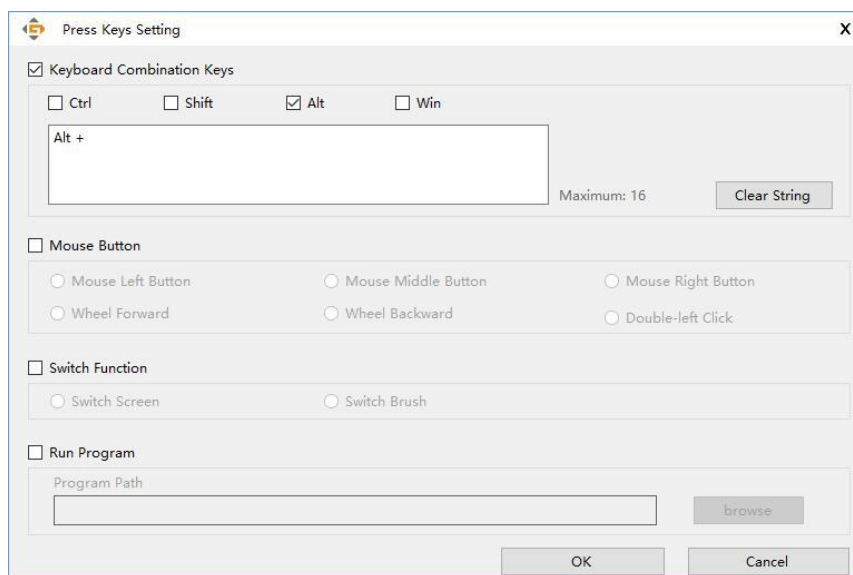 Press Keys Setting X
Keyboard Combination Keys
Ctrl Shift Alt Win
Alt +
Maximum: 16 Clear String
Mouse Button
Mouse Left Button Mouse Middle Button Mouse Right Button
Wheel Forward Wheel Backward Double-left Click
Switch Function
Switch Screen Switch Brush
Run Program
Program Path
browse
OK Cancel